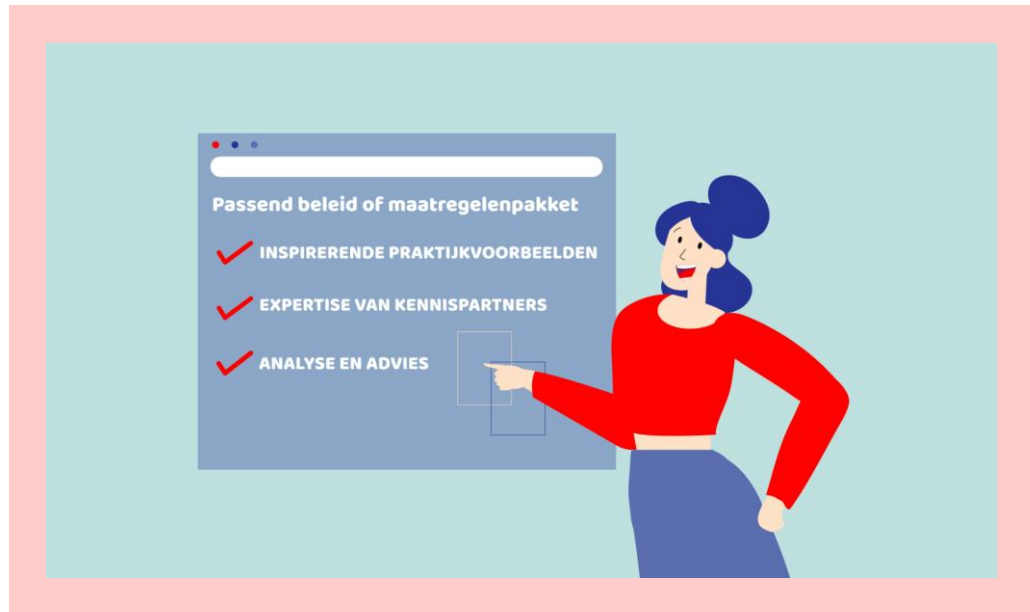 Passend beleid of maatregelenpakket
INSPIRERENDE PRAKTIJKVOORBEELDEN
EXPERTISE VAN KENNISPARTNERS
ANALYSE EN ADVIES